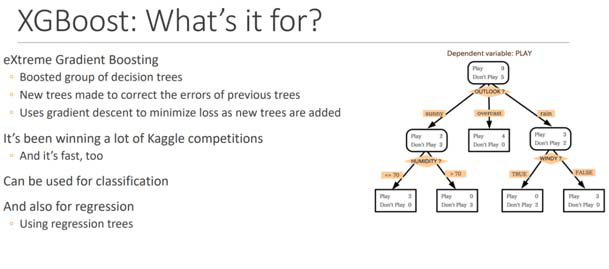 XGBoost: What's it for?
eXtreme Gradient Boosting
Boosted group of decision trees
New trees made to correct the errors of previous trees
Uses gradient descent to minimize loss as new trees are added
It's been winning a lot of Kaggle competitions
And it's fast, too
Can be used for classification
And also for regression
Using regression trees
Dependent variable: PLAY
Play 9
Don't Play 5
OUTLOOK ?
sunny overcast rain
Play 2
Don't Play 3
Play 4
Don't Play 0
Play 3
Don't Play 2
HUMIDITY ?
WINDY ?
<= 70 > 70
TRUE FALSE
Play 2
Don't Play 0
Play 0
Don't Play 3
Play 0
Don't Play 2
Play 3
Don't Play 0